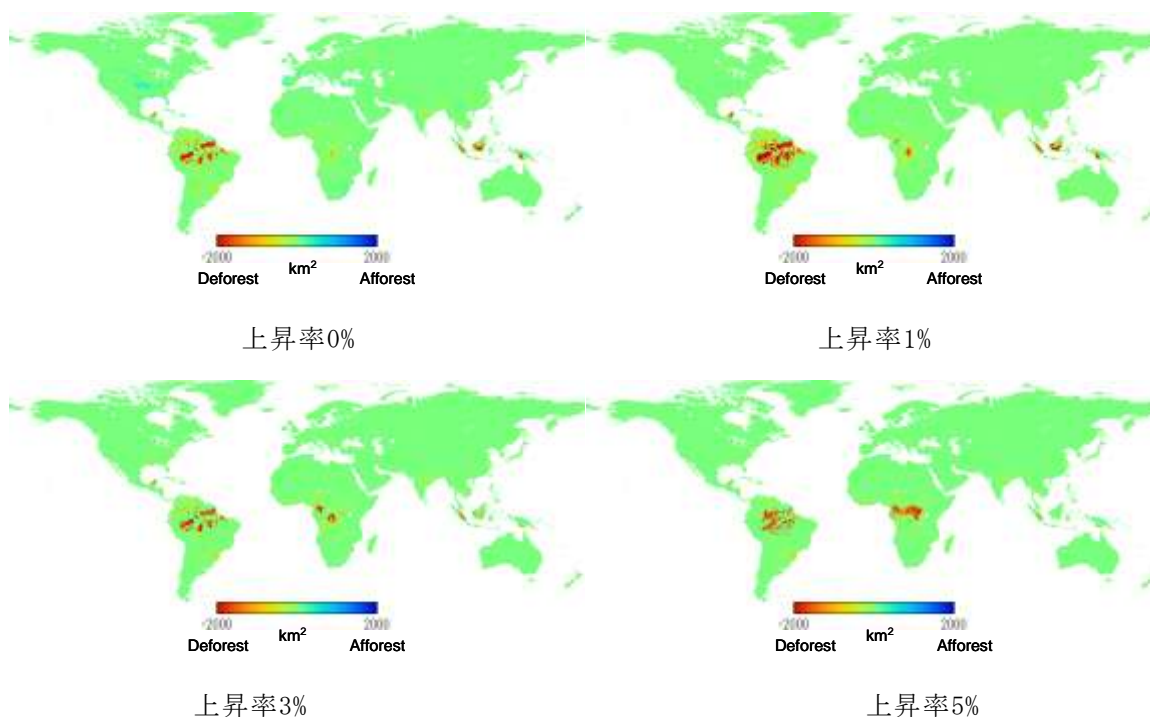 -2000 2000
km²
Deforest Afforest
上昇率0%
-2000 2000
km²
Deforest Afforest
上昇率1%
-2000 2000
km²
Deforest Afforest
上昇率3%
-2000 2000
km²
Deforest Afforest
上昇率5%